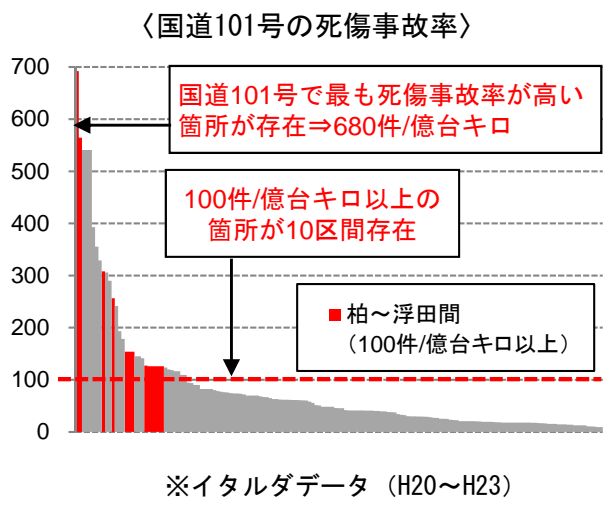 〈国道101号の死傷事故率〉
700
600
500
400
300
200
100
0
国道101号で最も死傷事故率が高い
箇所が存在⇒680件/億台キロ
100件/億台キロ以上の
箇所が10区間存在
■柏～浮田間
（100件/億台キロ以上）
※イタルダデータ（H20～H23）